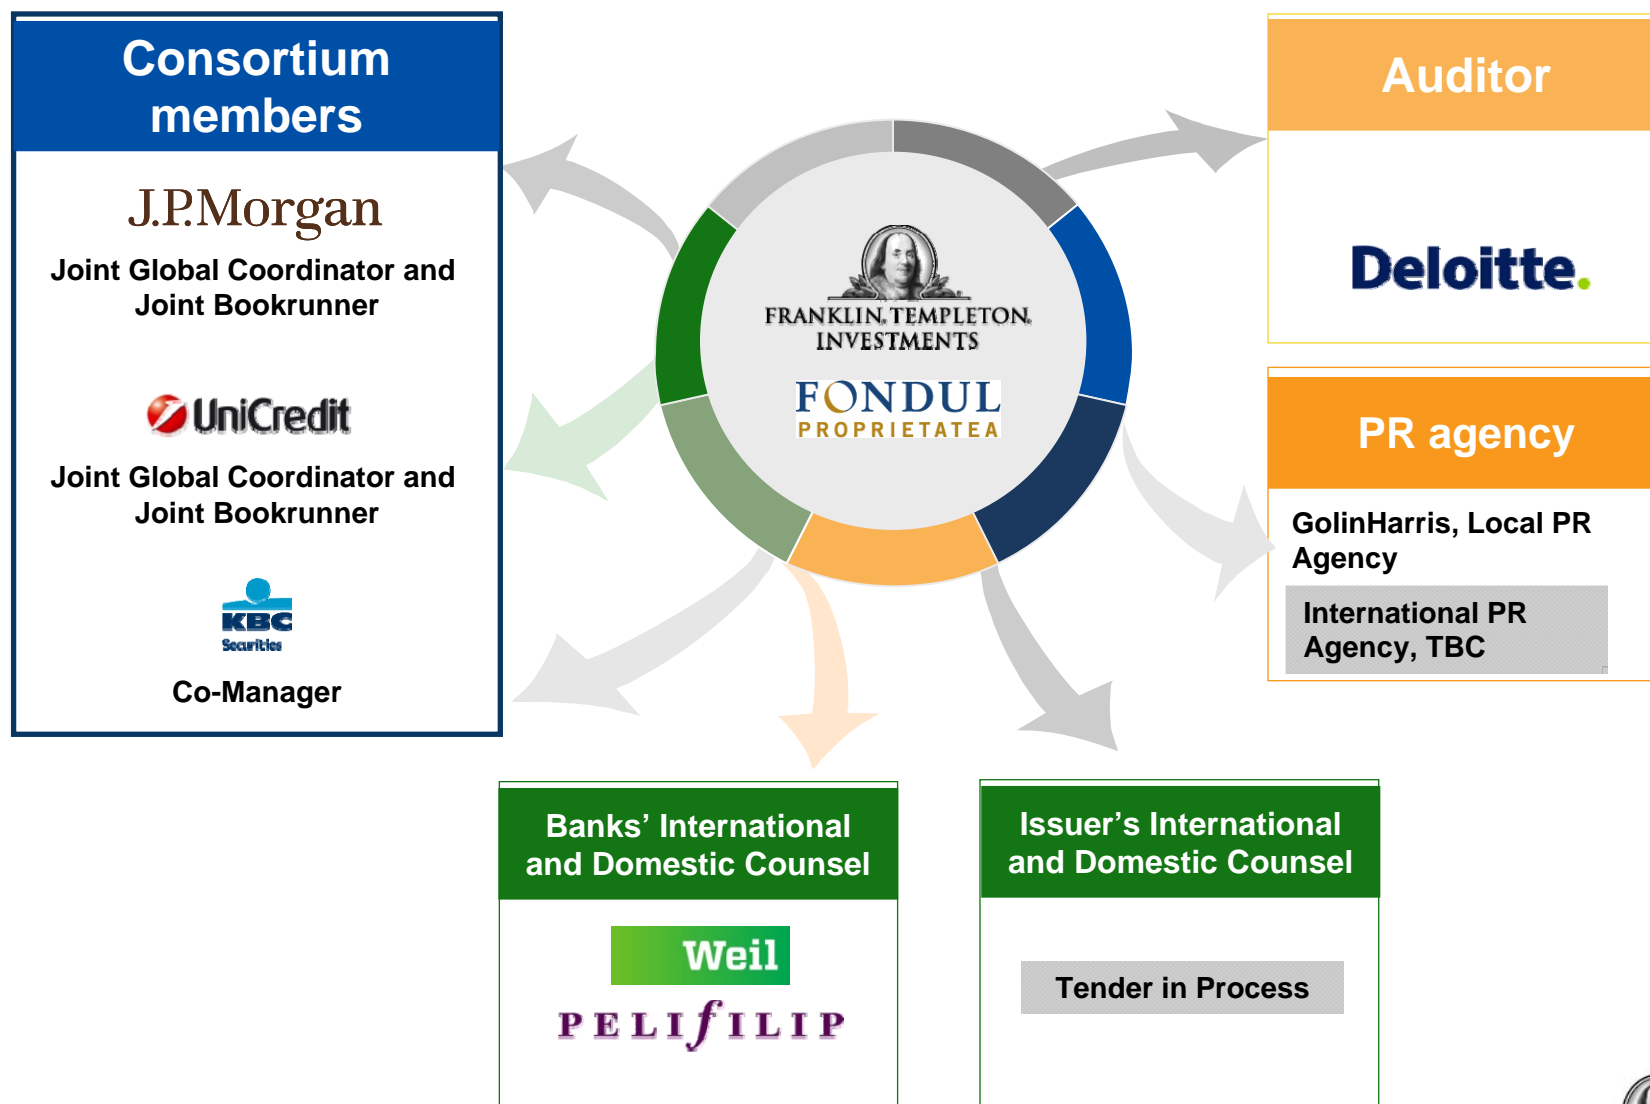 Consortium
members
J.P.Morgan
Joint Global Coordinator and
Joint Bookrunner
UniCredit
Joint Global Coordinator and
Joint Bookrunner
KBC
Securities
Co-Manager
FRANKLIN TEMPLETON
INVESTMENTS
FONDUL
PROPRIETATEA
Auditor
Deloitte.
PR agency
GolinHarris, Local PR
Agency
International PR
Agency, TBC
Banks’ International
and Domestic Counsel
Weil
PELIFILIP
Issuer’s International
and Domestic Counsel
Tender in Process